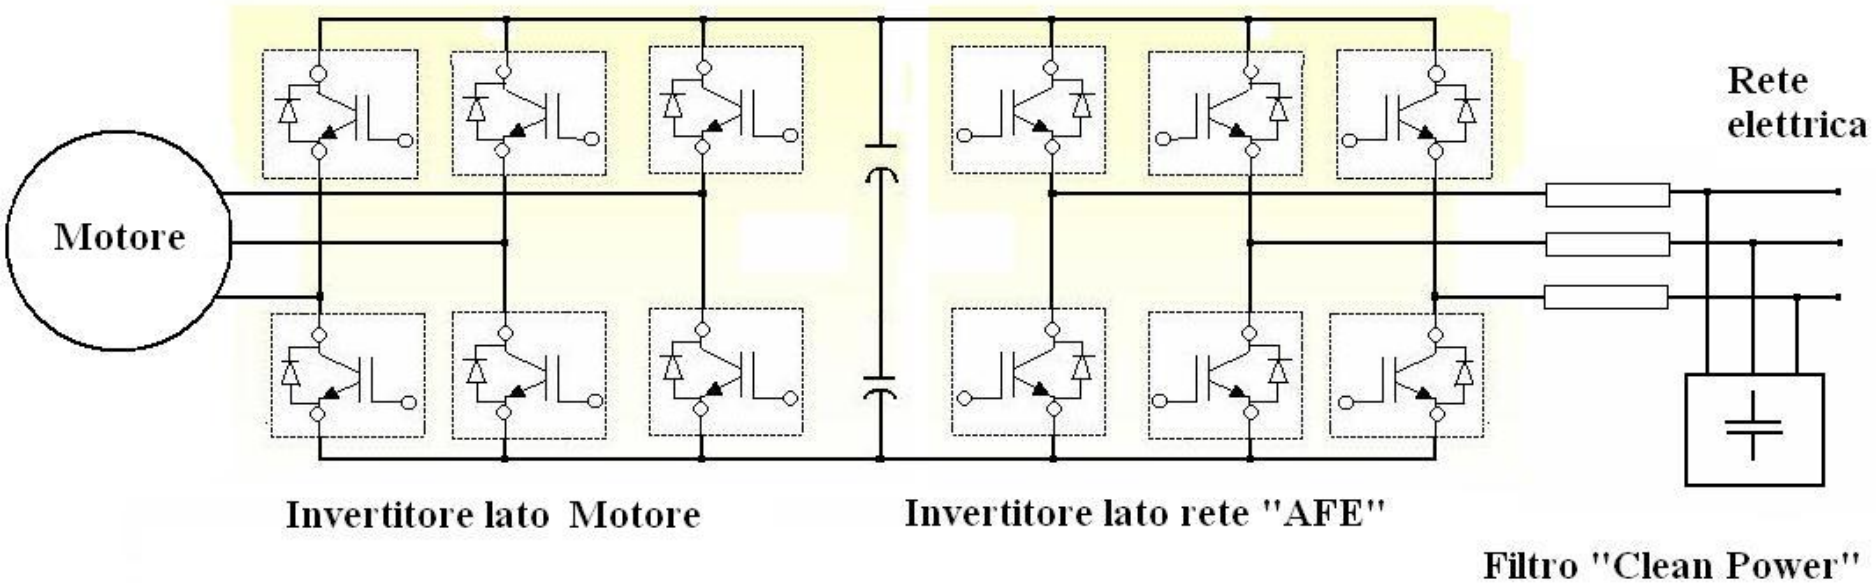 Rete
elettrica
Motore
Invertitore lato Motore
Invertitore lato rete "AFE"
Filtro "Clean Power"